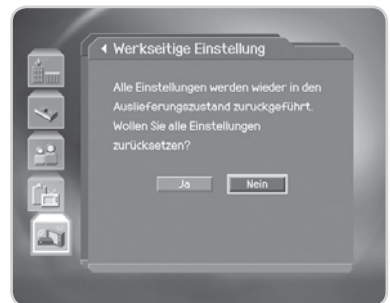 Werkseitige Einstellung
Alle Einstellungen werden wieder in den
Auslieferungszustand zurückgeführt.
Wollen Sie alle Einstellungen
zurücksetzen?
Ja
Nein